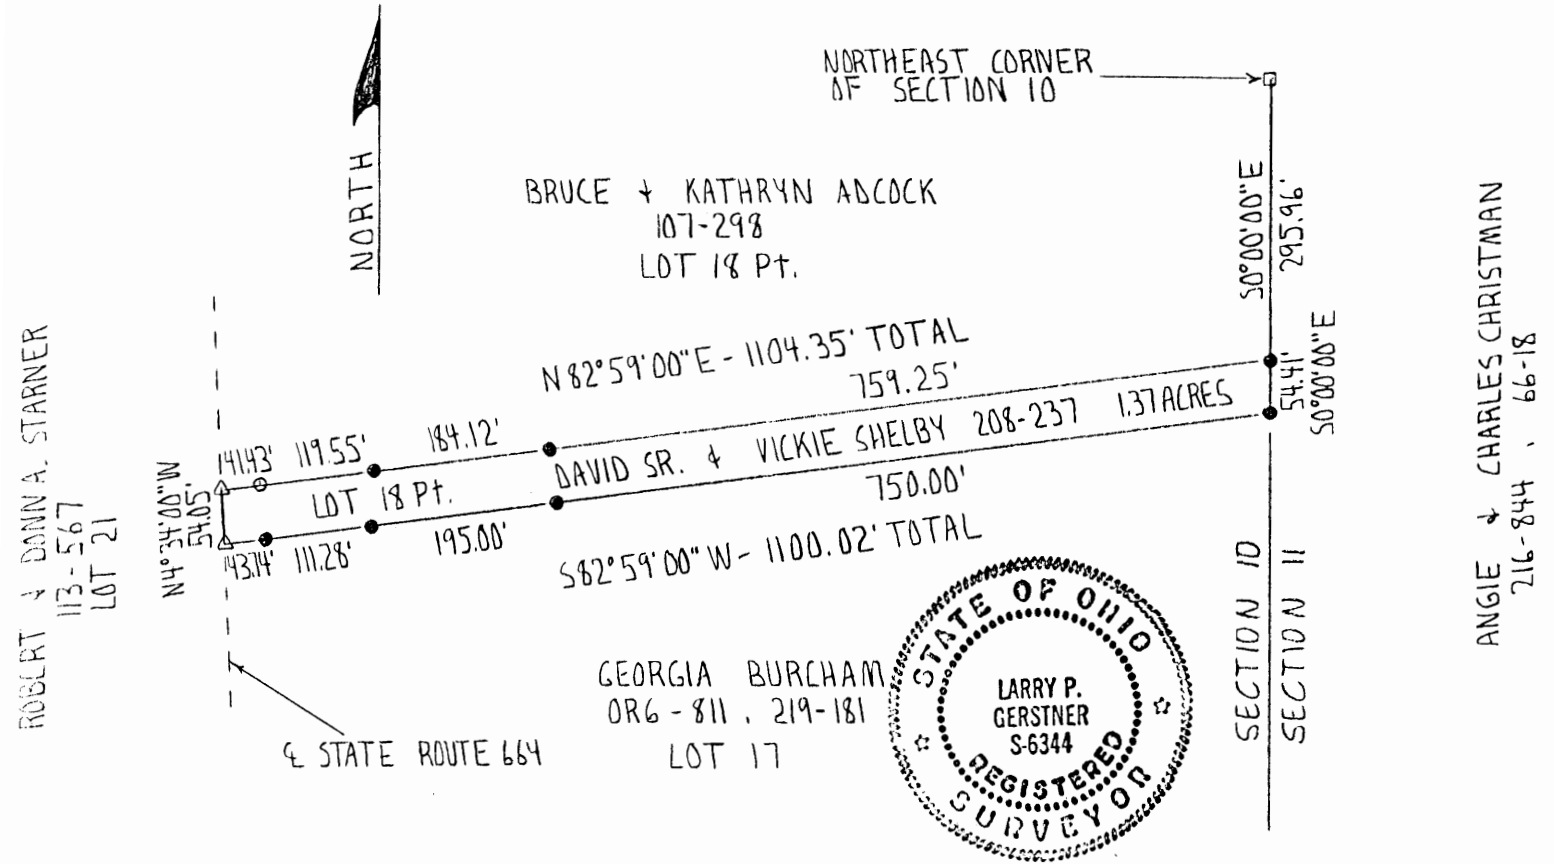 NORTHEAST CORNER
OF SECTION 10
NORTH
BRUCE & KATHRYN ADCOCK
107-298
LOT 18 Pt.
S0°00'00"E
295.96'
ANGIE & CHARLES CHRISTMAN
216-844, 66-18
N82°59'00"E - 1104.35' TOTAL
759.25'
54.41'
S0°00'00"E
ROBERT & DONNA STARNER
113-567
LOT 21
N4°34'00"W
54.05'
41.43' 119.55' 184.12'
LOT 18 Pt.
DAVID SR. & VICKIE SHELBY 208-237 1.37 ACRES
43.74' 111.28' 195.00'
750.00'
S82°59'00"W - 1100.02' TOTAL
GEORGIA BURCHAM
OR6-811, 219-181
LOT 17
℄ STATE ROUTE 664
STATE OF OHIO
LARRY P.
GERSTNER
S-6344
REGISTERED
SURVEYOR
SECTION 10
SECTION 11